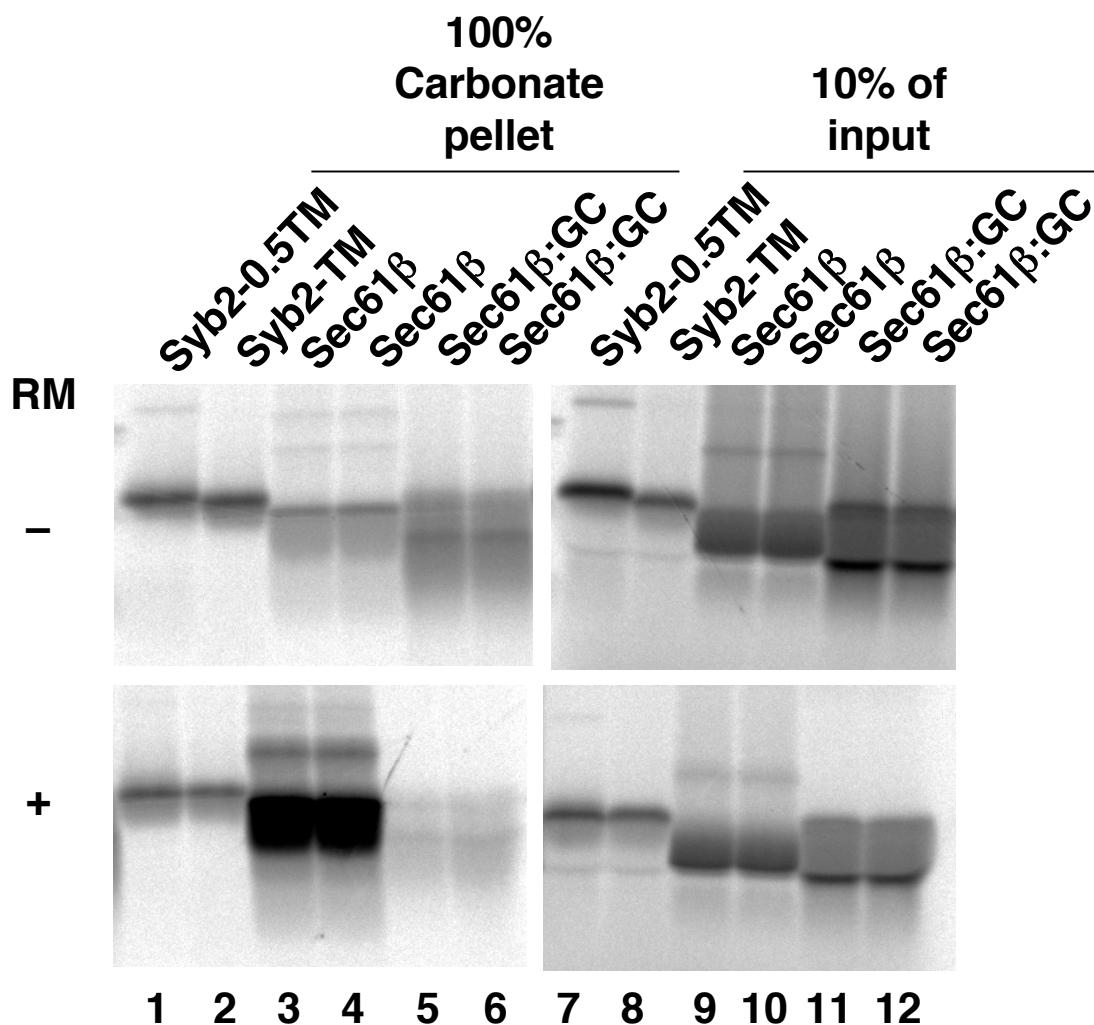 100%
Carbonate
pellet
10% of
input
Syb2-0.5TM
Syb2-TM
Sec61β
Sec61β
Sec61β:GC
Sec61β:GC
Syb2-0.5TM
Syb2-TM
Sec61β
Sec61β
Sec61β:GC
Sec61β:GC
RM
–
+
1 2 3 4 5 6 7 8 9 10 11 12